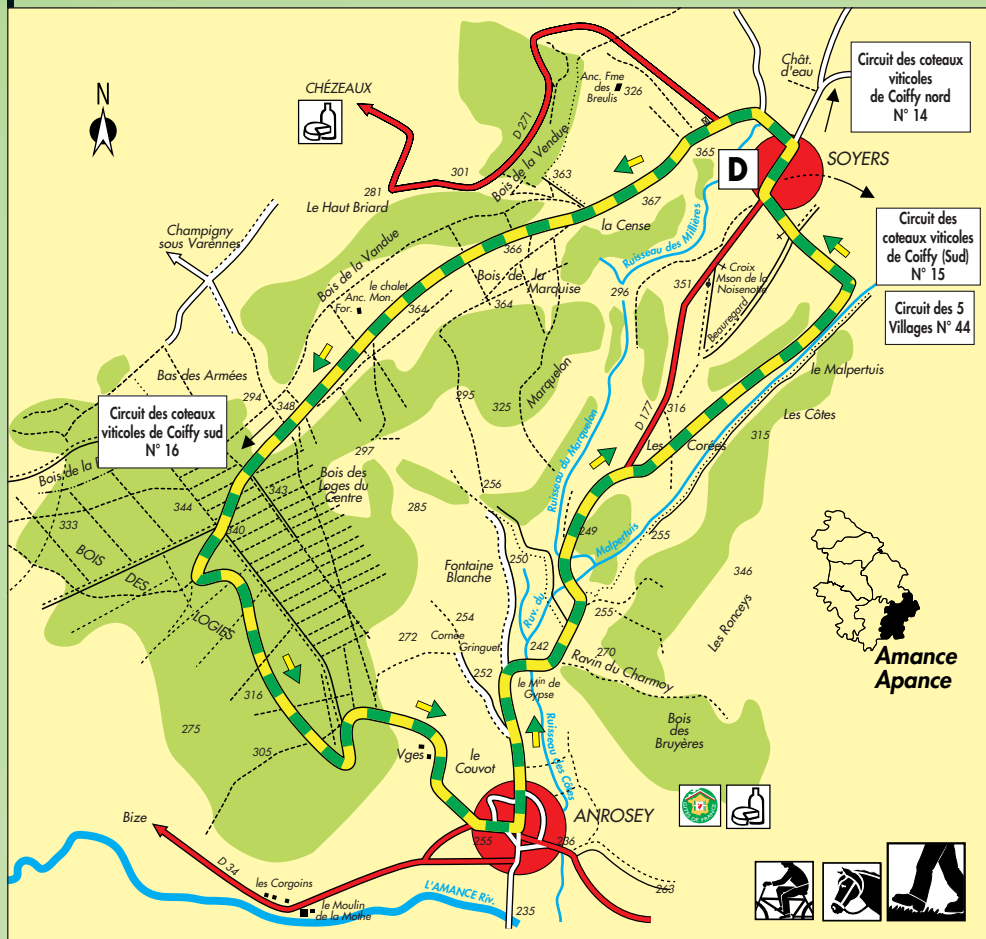 N
CHÉZEAUX
D 271
Anc. Fme
des
Breulis
326
Chât.
d'eau
Circuit des coteaux
viticoles
de Coiffy nord
N° 14
D
SOYERS
365
Bois de la Vendue
363
301
281
Le Haut Briard
367
la Cense
Ruisseau des Millières
Circuit des
coteaux viticoles
de Coiffy (Sud)
N° 15
Circuit des 5
Villages N° 44
Champigny
sous Varennes
Bois de la Vandue
366
Bois de la
Marquise
le chalet
Anc. Mon.
For.
364
364
296
351
Croix
Mson de la
Noisenotte
Beauregard
le Malpertuis
Les Côtes
315
Bas des Armées
294
348
Circuit des coteaux
viticoles de Coiffy sud
N° 16
295
325
Marquelon
Ruisseau du Marquelon
D 177
316
Les Corées
297
Bois de la
Bois des
Loges du
Centre
343
344
333
340
285
256
BOIS
DES
LOGIES
Fontaine
Blanche
250
249
Malpertuis
255
Ruv. du
254
Cornée
Gringuet
272
252
242
255
270
Ravin du Charmoy
346
Les Ronceys
le Min de
Gypse
Bois
des
Bruyères
Amance
Apance
316
275
305
Vges
le
Couvot
Ruisseau des Côtes
ANROSEY
GÎTES DE FRANCE
255
236
263
Bize
D 34
les Corgoins
le Moulin
de la Mothe
L'AMANCE Riv.
235